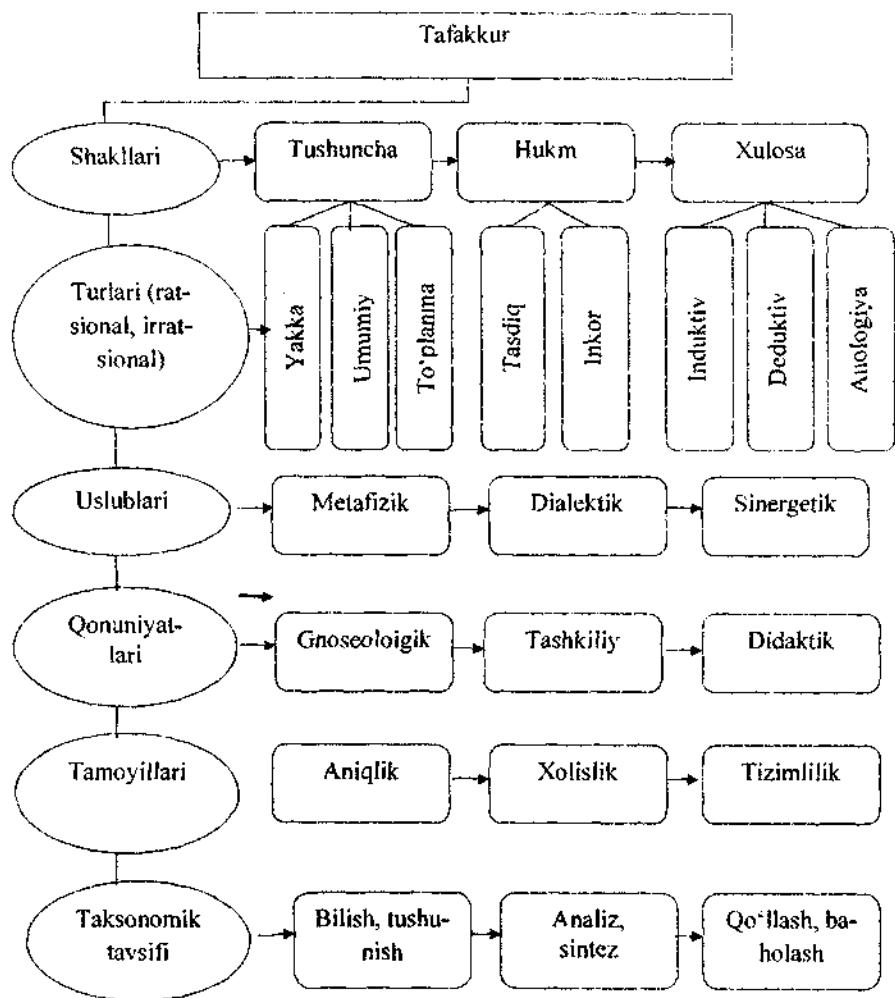 Tafakkur
Shakllari
Tushuncha
Hukm
Xulosa
Turlari (rat-
sional, irrat-
sional)
Yakka
Umumiy
To‘planma
Tasdiq
Inkor
Induktiv
Deduktiv
Anologiya
Uslublari
Metafizik
Dialektik
Sinergetik
Qonuniyat-
lari
Gnoseoloigik
Tashkiliy
Didaktik
Tamoyillari
Aniqlik
Xolislik
Tizimlilik
Taksonomik
tavsifi
Bilish, tushu-
nish
Analiz,
sintez
Qo‘llash, ba-
holash